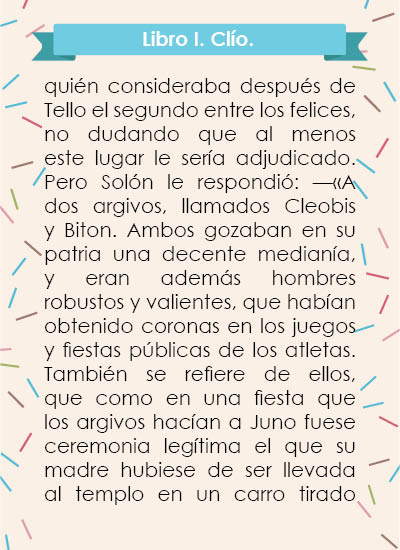 Libro I. Clío.
quién consideraba después de
Tello el segundo entre los felices,
no dudando que al menos
este lugar le sería adjudicado.
Pero Solón le respondió: —«A
dos argivos, llamados Cleobis
y Biton. Ambos gozaban en su
patria una decente medianía,
y eran además hombres
robustos y valientes, que habían
obtenido coronas en los juegos
y fiestas públicas de los atletas.
También se refiere de ellos,
que como en una fiesta que
los argivos hacían a Juno fuese
ceremonia legítima el que su
madre hubiese de ser llevada
al templo en un carro tirado